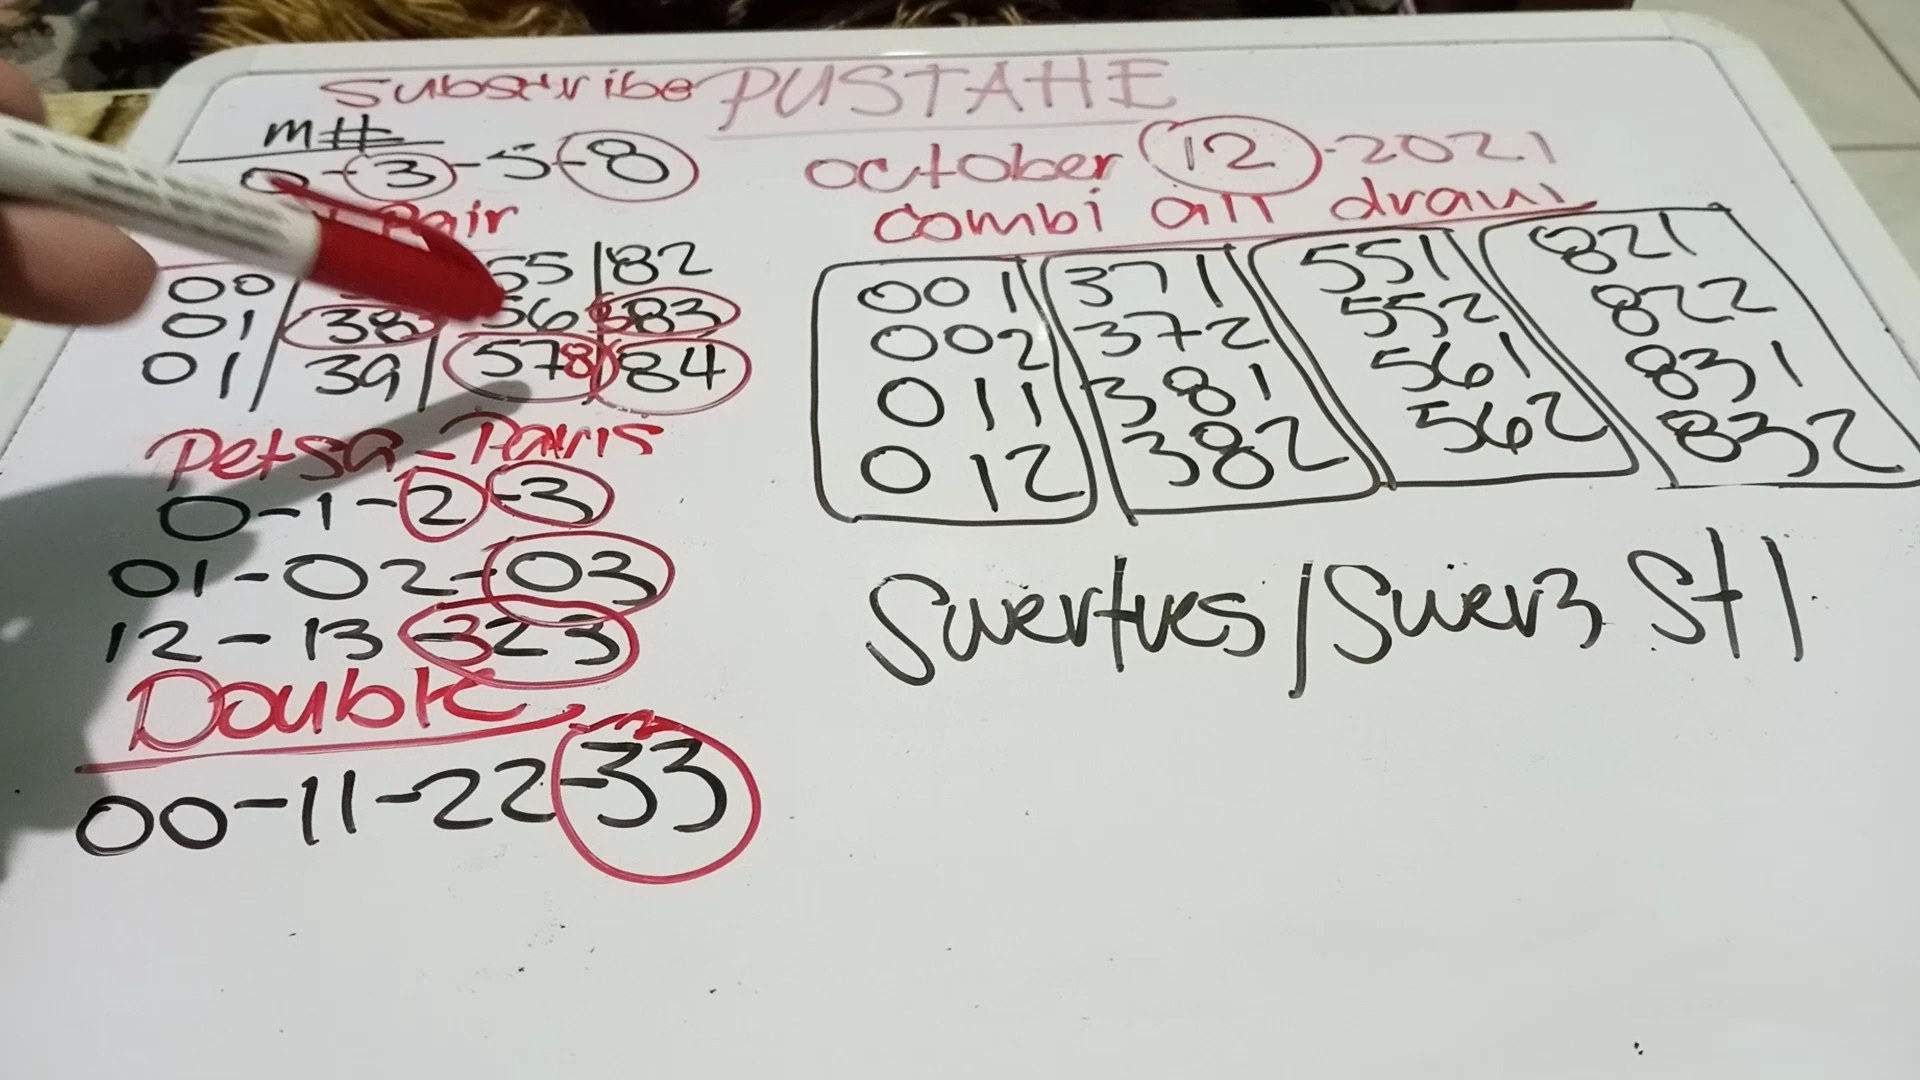 Subscribe PUSTAHE
m#
0-3-5-8
october 12-2021
Pair
combi all draw
00 55 82
01 38 56 83
01 39 578 84
001 371 551 821
002 372 552 822
011 381 561 831
012 382 562 832
Petsa-Pairis
0-1-2-3
01-02-03
12-13-323
Swertres/Swer3 Stl
Double
00-11-22-33